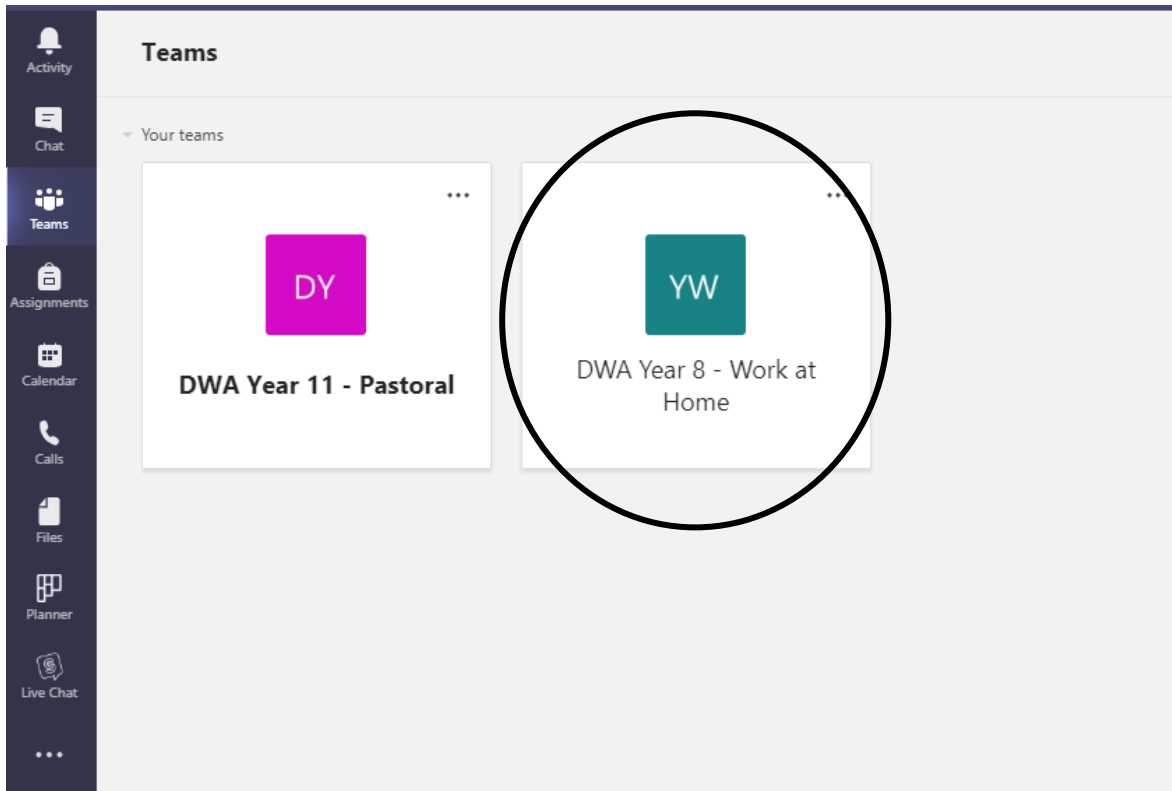 Activity
Chat
Teams
Assignments
Calendar
Calls
Files
Planner
Live Chat
Teams
Your teams
DY
DWA Year 11 - Pastoral
YW
DWA Year 8 - Work at
Home